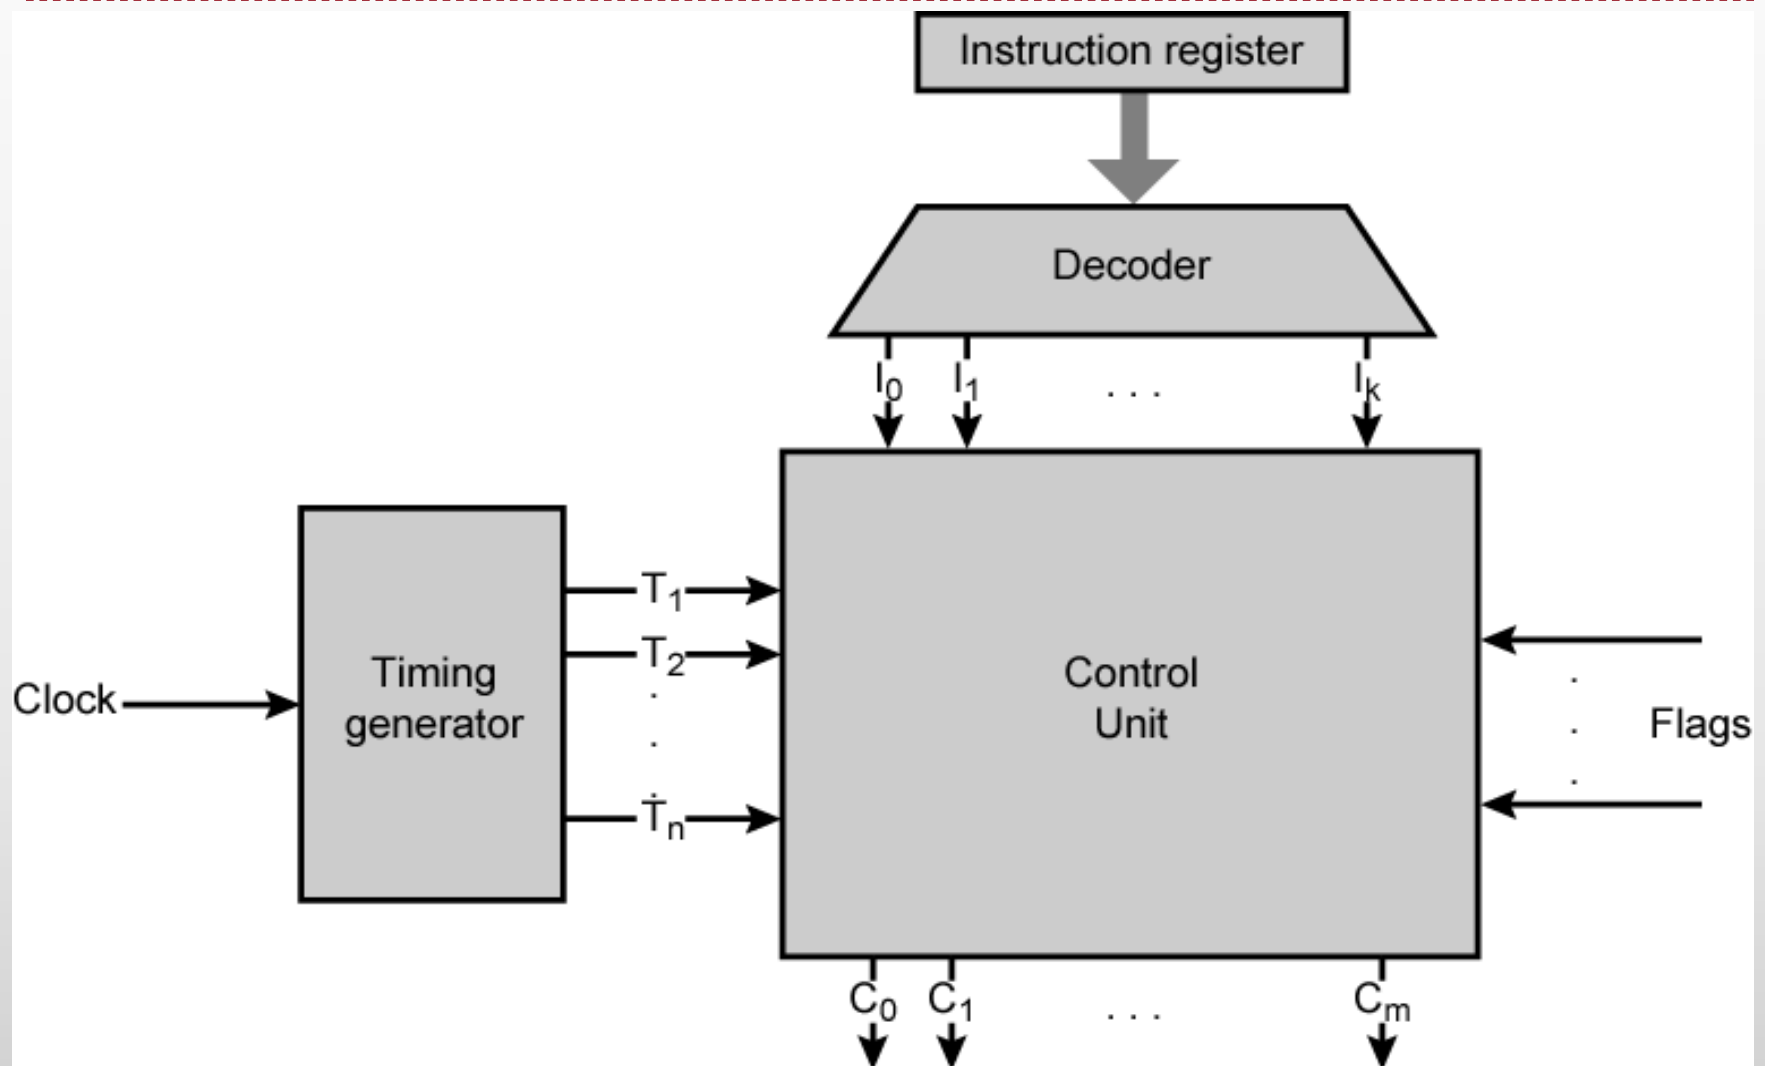 Instruction register
Decoder
I0 I1 . . . Ik
T1
T2
.
.
.
Tn
Timing
generator
Clock
Control
Unit
.
.
.
Flags
C0 C1 . . . Cm